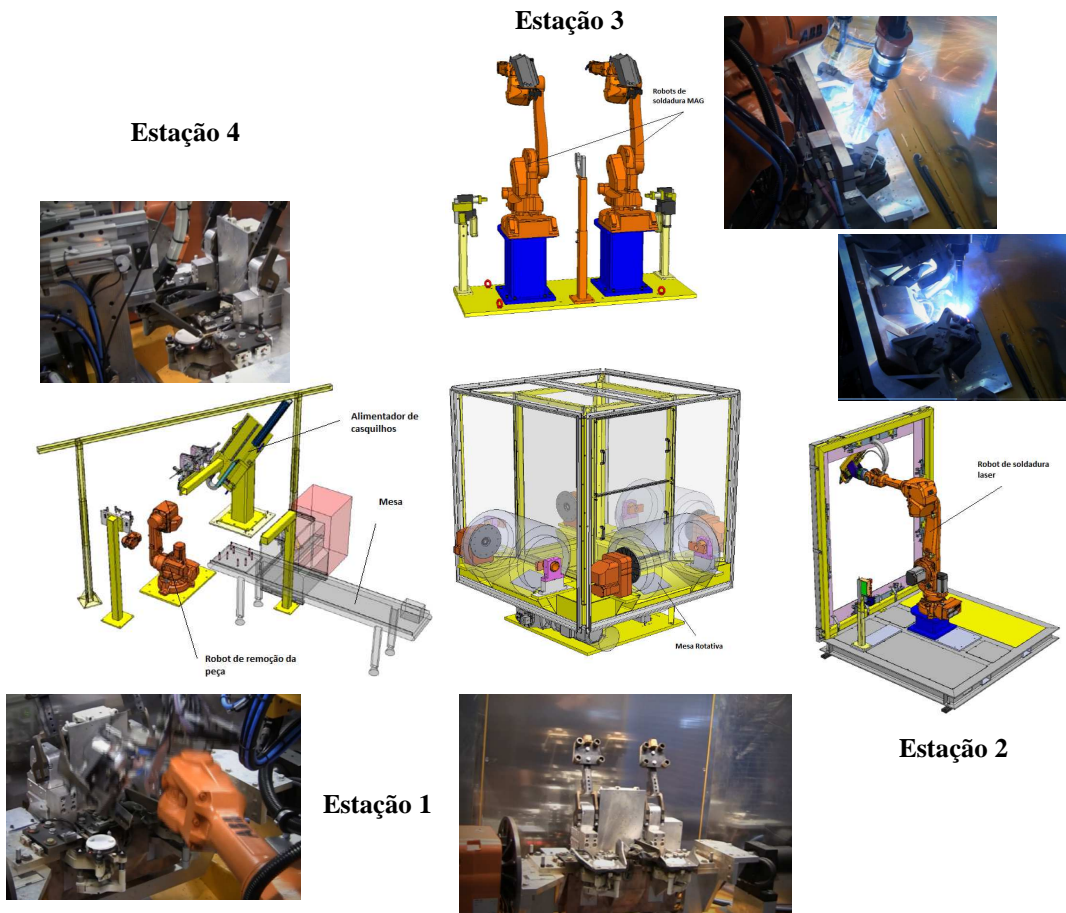 Estação 3
Robots de
soldadura MAG
ABB
Estação 4
Alimentador de
casquilhos
Mesa
Robot de remoção da
peça
Mesa Rotativa
Robot de soldadura
laser
Estação 2
Estação 1